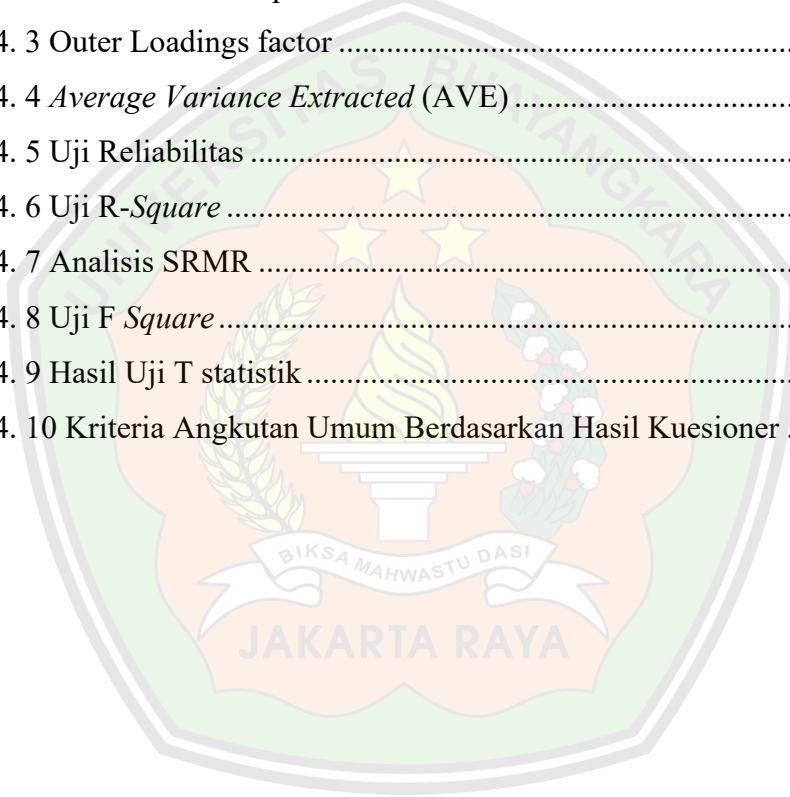 4. 3 Outer Loadings factor ....................................................
4. 4 Average Variance Extracted (AVE) ...............................
4. 5 Uji Reliabilitas ................................................................
4. 6 Uji R-Square ...................................................................
4. 7 Analisis SRMR ...............................................................
4. 8 Uji F Square ....................................................................
4. 9 Hasil Uji T statistik .........................................................
4. 10 Kriteria Angkutan Umum Berdasarkan Hasil Kuesioner .
UNIVERSITAS BHAYANGKARA
BIKSA MAHWASTU DASI
JAKARTA RAYA